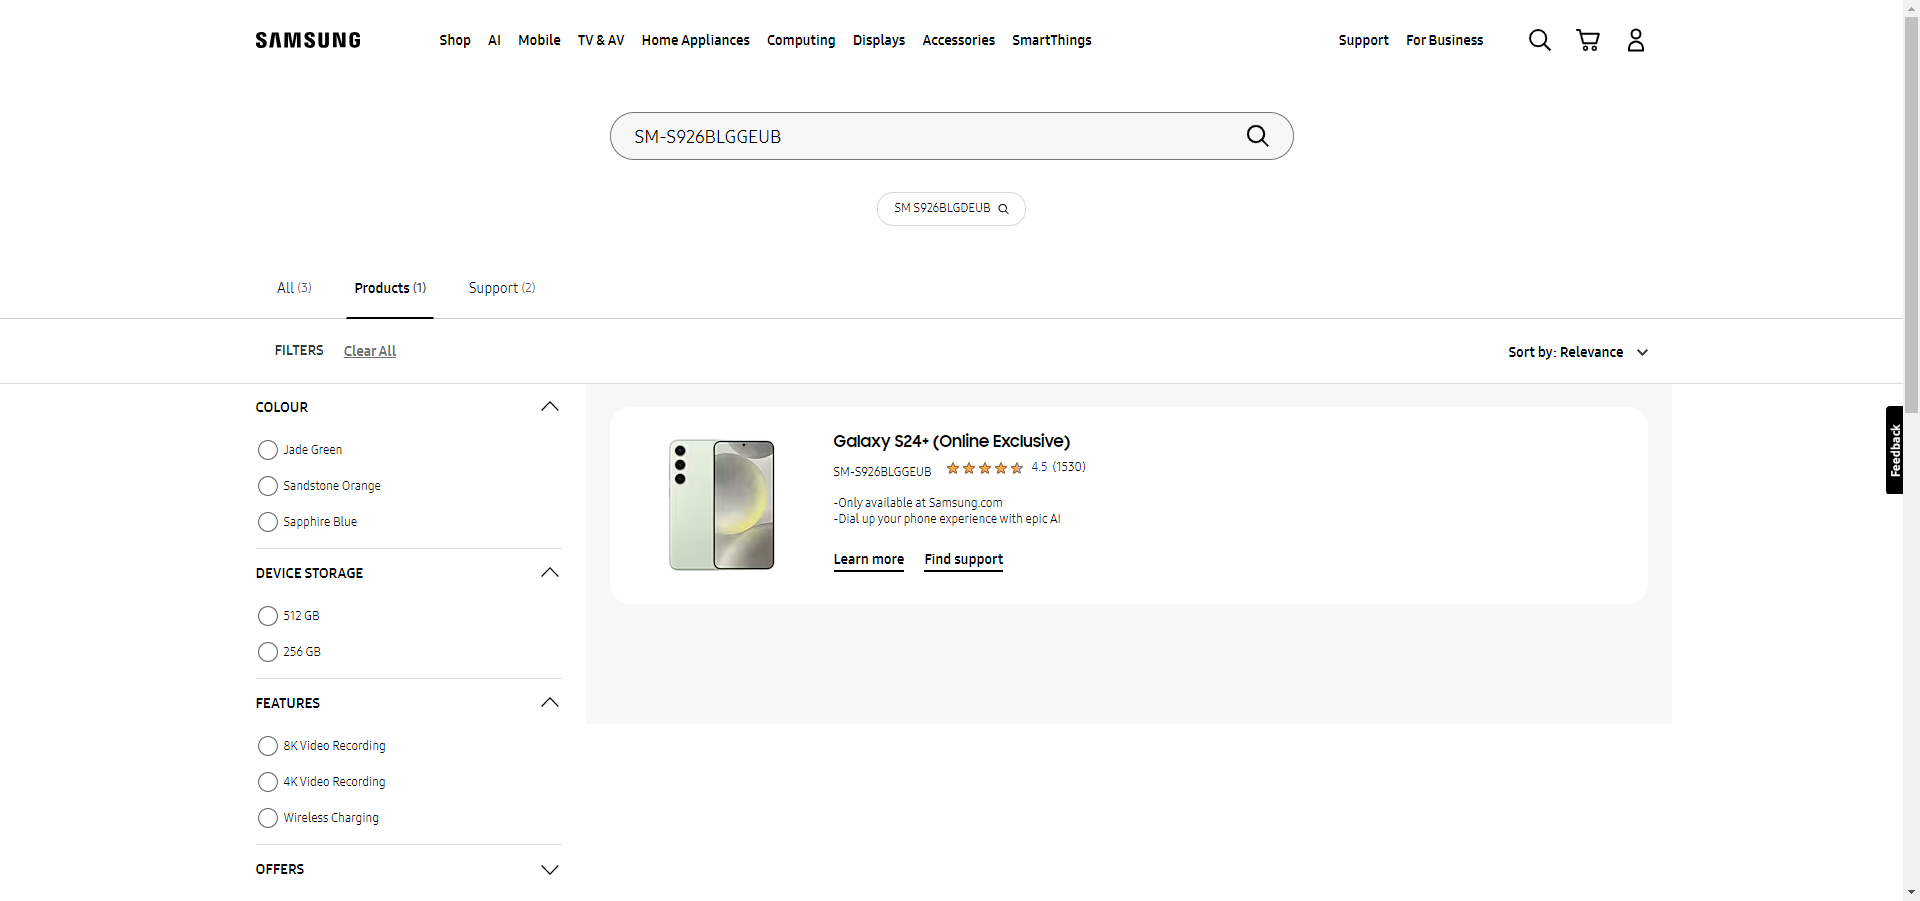 SAMSUNG
Shop AI Mobile TV & AV Home Appliances Computing Displays Accessories SmartThings
Support For Business
SM-S926BLGGEUB
SM S926BLGDEUB
All (3) Products (1) Support (2)
FILTERS Clear All
Sort by: Relevance
COLOUR
Jade Green
Sandstone Orange
Sapphire Blue
DEVICE STORAGE
512 GB
256 GB
FEATURES
8K Video Recording
4K Video Recording
Wireless Charging
OFFERS
Galaxy S24+ (Online Exclusive)
SM-S926BLGGEUB 4.5 (1530)
-Only available at Samsung.com
-Dial up your phone experience with epic AI
Learn more Find support
Feedback